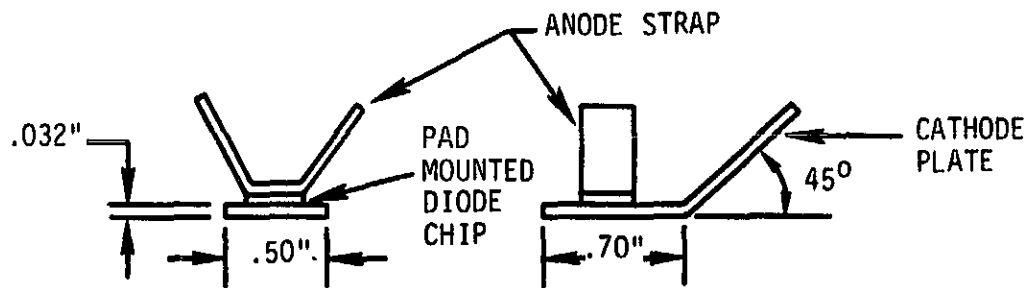 ANODE STRAP
.032"
PAD
MOUNTED
DIODE
CHIP
CATHODE
PLATE
45°
.50"
.70"